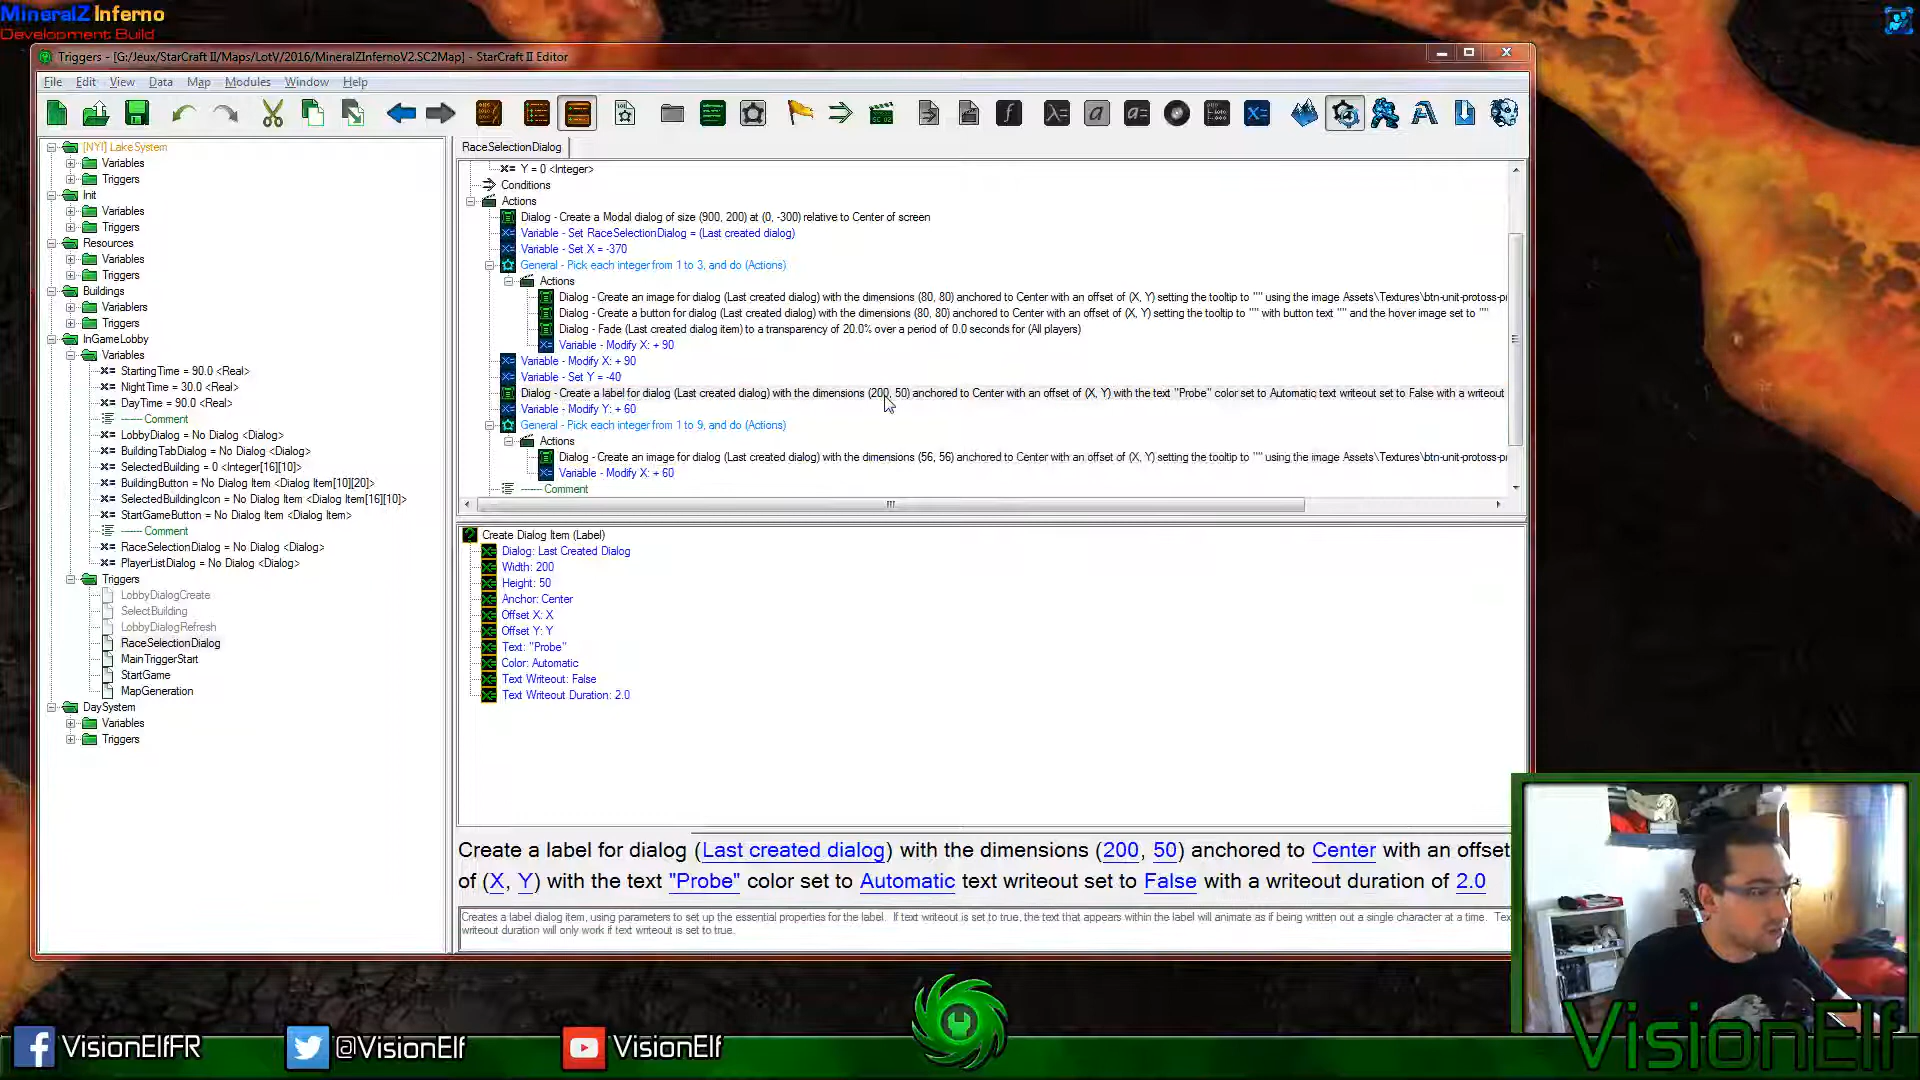 MineralZ Inferno
Development Build
Triggers - [G:/Jeux/StarCraft II/Maps/LotV/2016/MineralZInfernoV2.SC2Map] - StarCraft II Editor
File Edit View Data Map Modules Window Help
[NYI] LakeSystem
Variables
Triggers
Init
Variables
Triggers
Resources
Variables
Triggers
Buildings
Variablers
Triggers
InGameLobby
Variables
StartingTime = 90.0 <Real>
NightTime = 30.0 <Real>
DayTime = 90.0 <Real>
------- Comment
LobbyDialog = No Dialog <Dialog>
BuildingTabDialog = No Dialog <Dialog>
SelectedBuilding = 0 <Integer[16][10]>
BuildingButton = No Dialog Item <Dialog Item[10][20]>
SelectedBuildingIcon = No Dialog Item <Dialog Item[16][10]>
StartGameButton = No Dialog Item <Dialog Item>
------- Comment
RaceSelectionDialog = No Dialog <Dialog>
PlayerListDialog = No Dialog <Dialog>
Triggers
LobbyDialogCreate
SelectBuilding
LobbyDialogRefresh
RaceSelectionDialog
MainTriggerStart
StartGame
MapGeneration
DaySystem
Variables
Triggers
RaceSelectionDialog
Y = 0 <Integer>
Conditions
Actions
Dialog - Create a Modal dialog of size (900, 200) at (0, -300) relative to Center of screen
Variable - Set RaceSelectionDialog = (Last created dialog)
Variable - Set X = -370
General - Pick each integer from 1 to 3, and do (Actions)
Actions
Dialog - Create an image for dialog (Last created dialog) with the dimensions (80, 80) anchored to Center with an offset of (X, Y) setting the tooltip to "" using the image Assets\Textures\btn-unit-protoss-pr
Dialog - Create a button for dialog (Last created dialog) with the dimensions (80, 80) anchored to Center with an offset of (X, Y) setting the tooltip to "" with button text "" and the hover image set to ""
Dialog - Fade (Last created dialog item) to a transparency of 20.0% over a period of 0.0 seconds for (All players)
Variable - Modify X: + 90
Variable - Modify X: + 90
Variable - Set Y = -40
Dialog - Create a label for dialog (Last created dialog) with the dimensions (200, 50) anchored to Center with an offset of (X, Y) with the text "Probe" color set to Automatic text writeout set to False with a writeout
Variable - Modify Y: + 60
General - Pick each integer from 1 to 9, and do (Actions)
Actions
Dialog - Create an image for dialog (Last created dialog) with the dimensions (56, 56) anchored to Center with an offset of (X, Y) setting the tooltip to "" using the image Assets\Textures\btn-unit-protoss-pr
Variable - Modify X: + 60
------- Comment
Create Dialog Item (Label)
Dialog: Last Created Dialog
Width: 200
Height: 50
Anchor: Center
Offset X: X
Offset Y: Y
Text: "Probe"
Color: Automatic
Text Writeout: False
Text Writeout Duration: 2.0
Create a label for dialog (Last created dialog) with the dimensions (200, 50) anchored to Center with an offset
of (X, Y) with the text "Probe" color set to Automatic text writeout set to False with a writeout duration of 2.0
Creates a label dialog item, using parameters to set up the essential properties for the label. If text writeout is set to true, the text that appears within the label will animate as if being written out a single character at a time. Tex
writeout duration will only work if text writeout is set to true.
VisionElfFR
@VisionElf
VisionElf
VisionElf